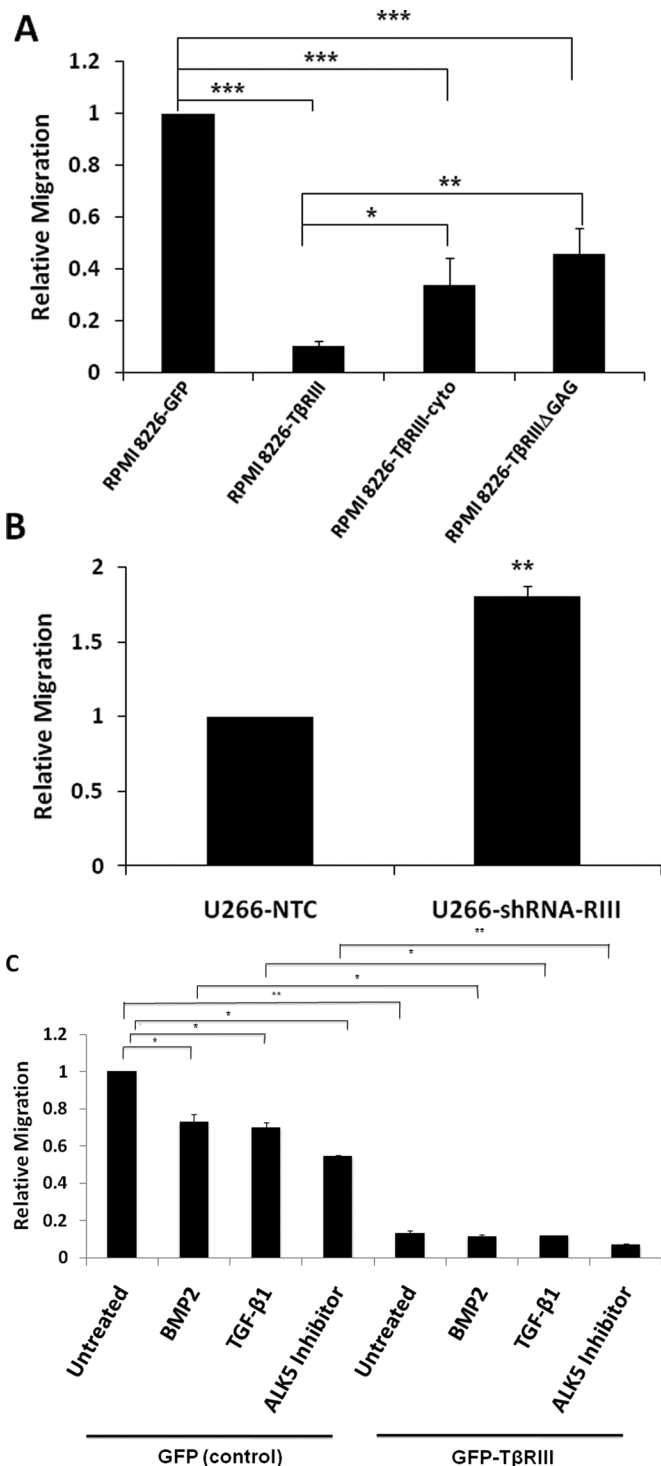 A
***
***
***
**
*
1.2
1
0.8
0.6
0.4
0.2
0
Relative Migration
RPMI 8226-GFP
RPMI 8226-TβRIII
RPMI 8226-TβRIII-cyto
RPMI 8226-TβRIIIΔGAG
B
**
2
1.5
1
0.5
0
Relative Migration
U266-NTC
U266-shRNA-RIII
C
**
*
*
**
*
*
*
1.2
1
0.8
0.6
0.4
0.2
0
Relative Migration
Untreated
BMP2
TGF-β1
ALK5 Inhibitor
Untreated
BMP2
TGF-β1
ALK5 Inhibitor
GFP (control)
GFP-TβRIII